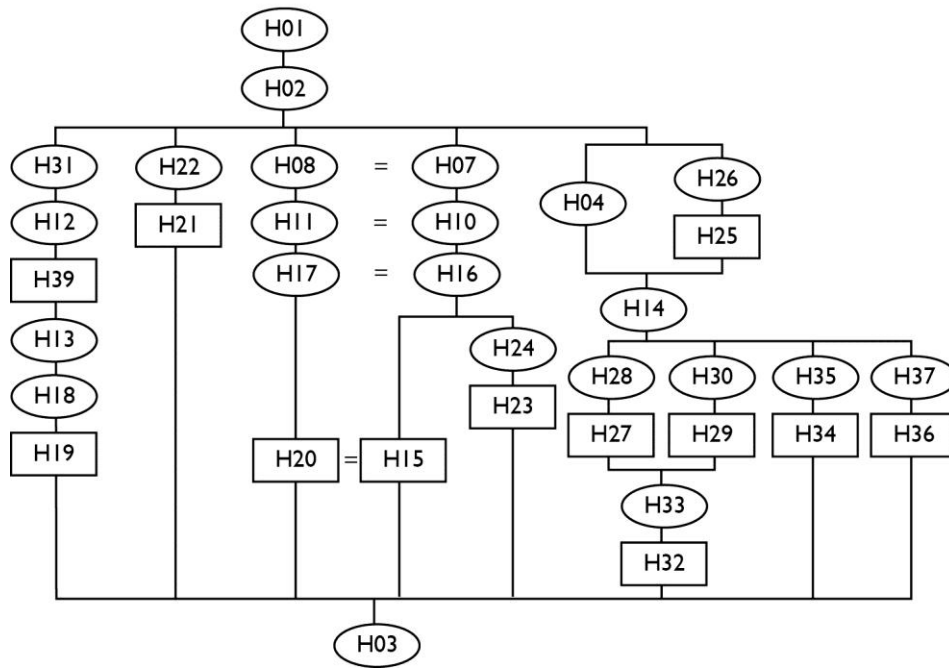 H01
H02
H31 H22 H08 = H07 H26
H04
H12 H21 H11 = H10 H25
H39 H17 = H16
H14
H13 H24
H18 H28 H30 H35 H37
H23
H19 H20 = H15 H27 H29 H34 H36
H33
H32
H03